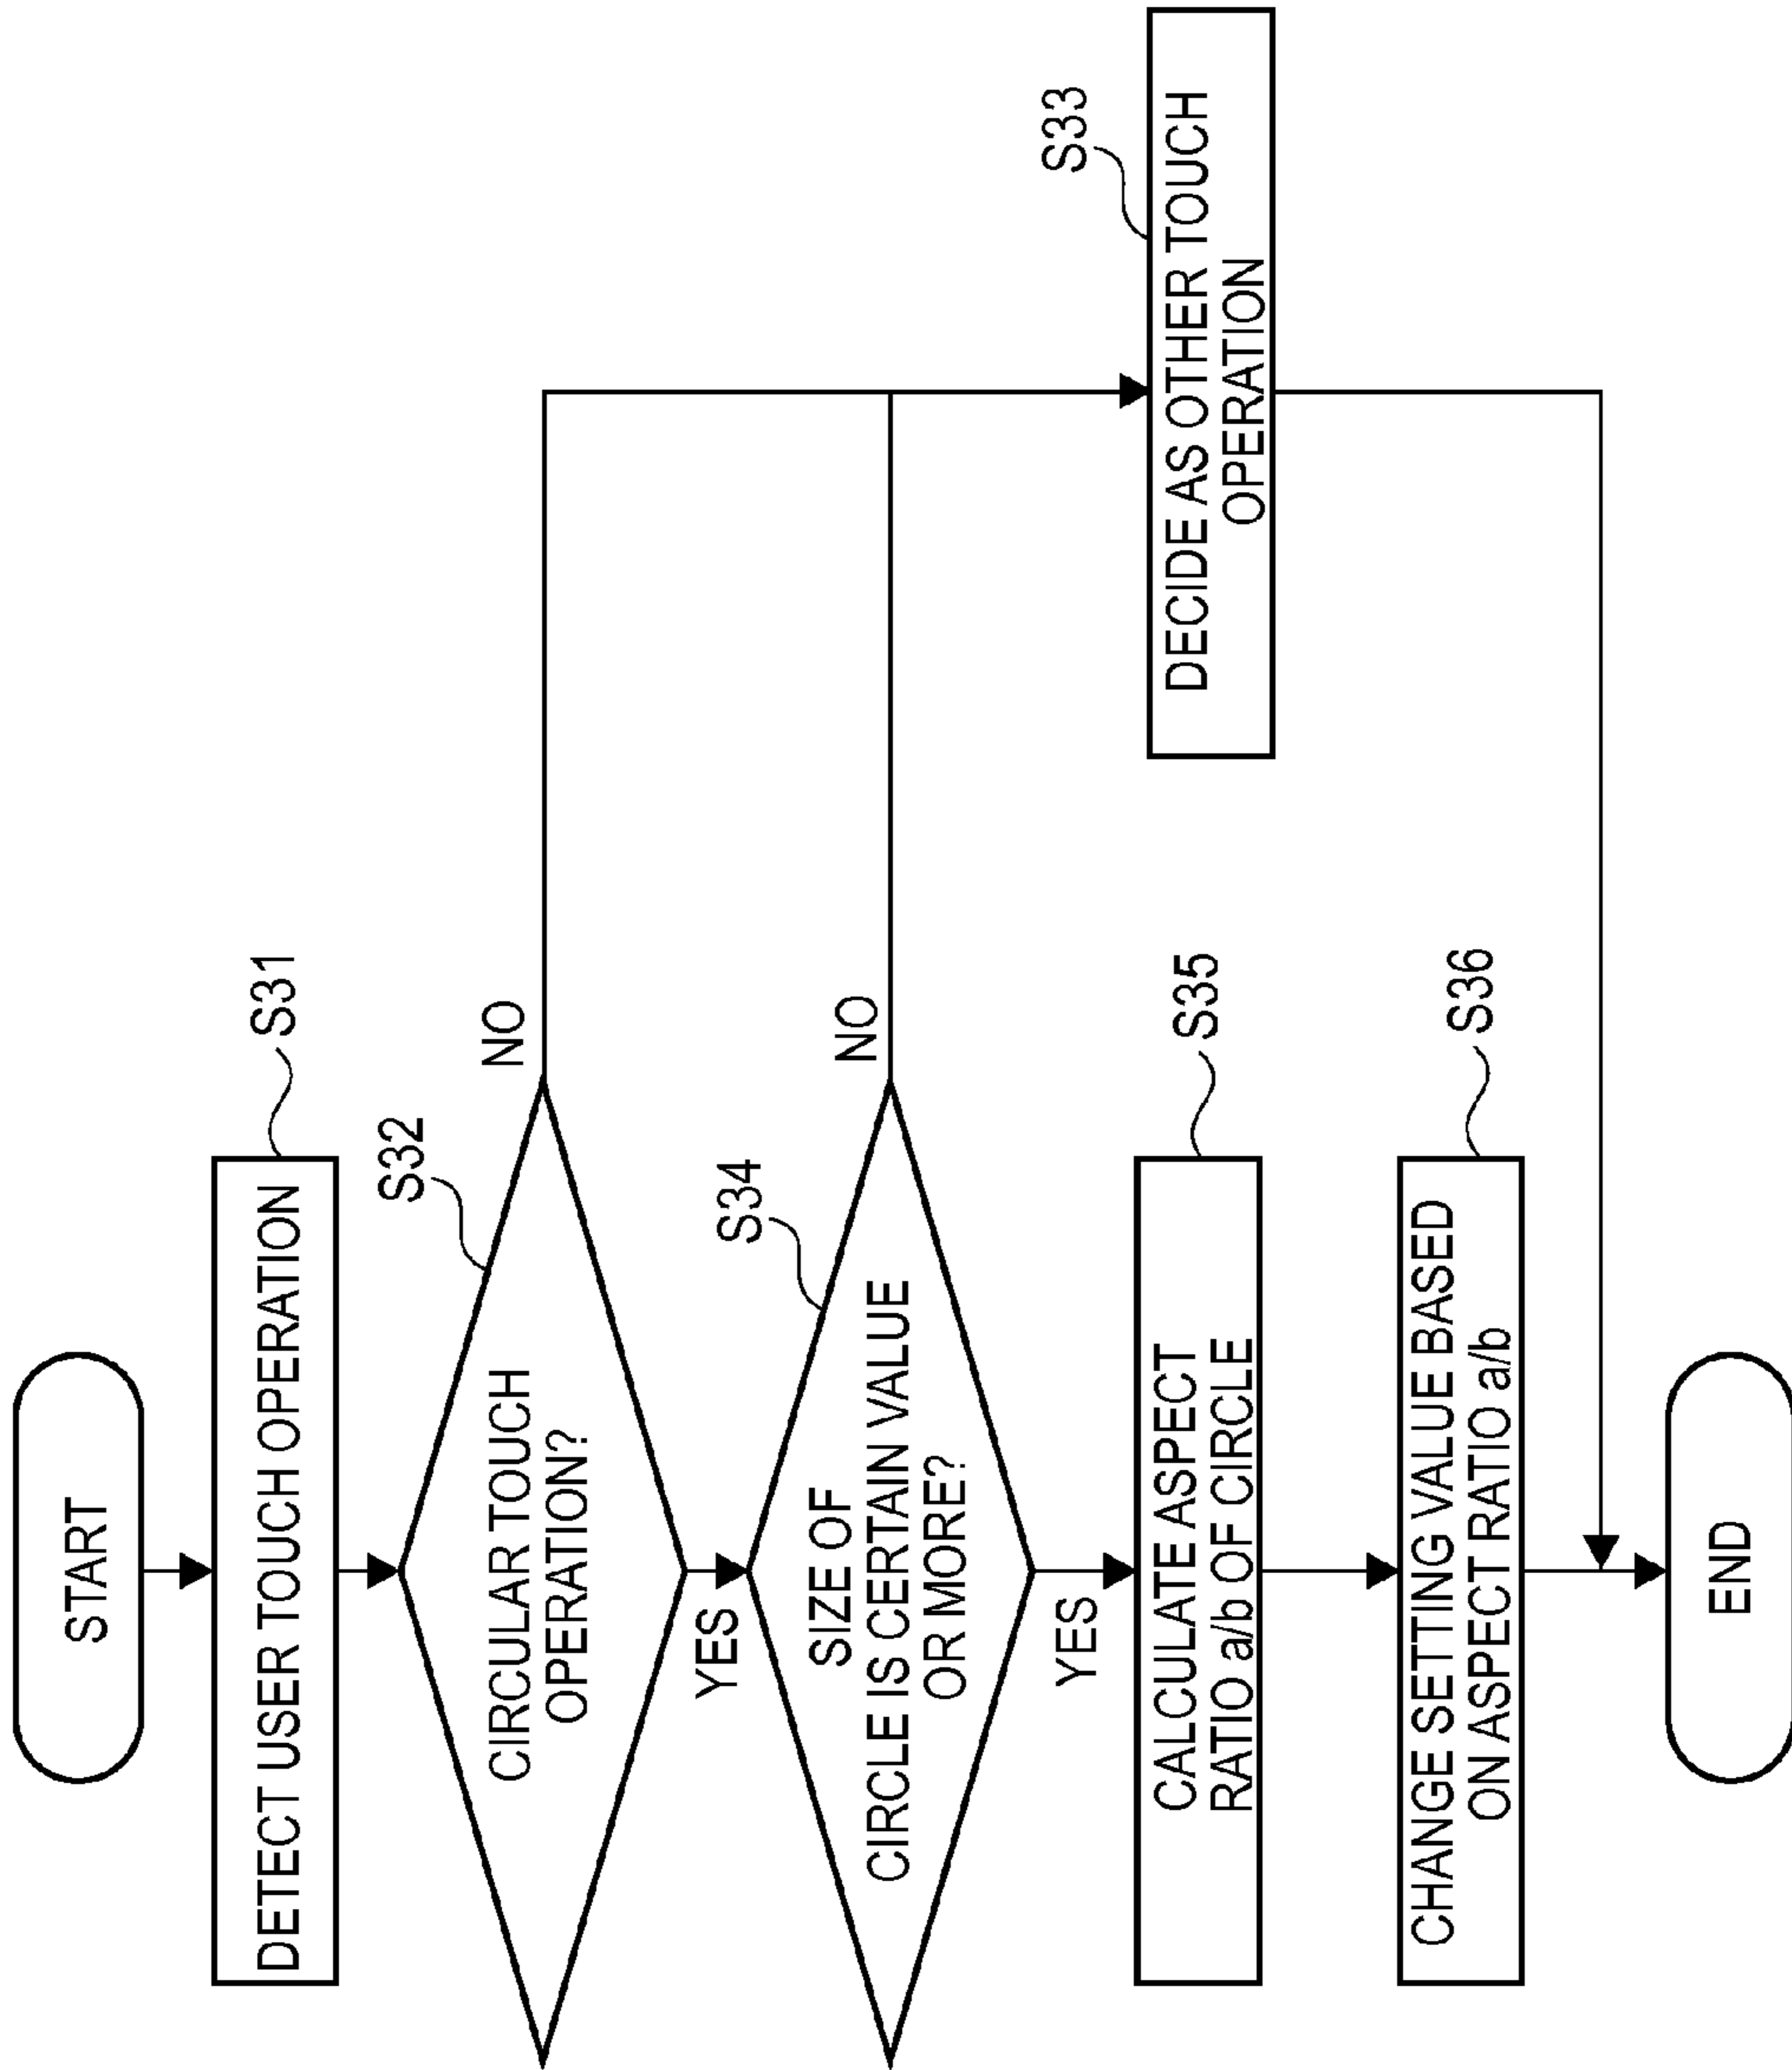 START
DETECT USER TOUCH OPERATION
S31
CIRCULAR TOUCH
OPERATION?
S32
NO
YES
SIZE OF
CIRCLE IS CERTAIN VALUE
OR MORE?
S34
NO
YES
DECIDE AS OTHER TOUCH
OPERATION
S33
CALCULATE ASPECT
RATIO a/b OF CIRCLE
S35
CHANGE SETTING VALUE BASED
ON ASPECT RATIO a/b
S36
END